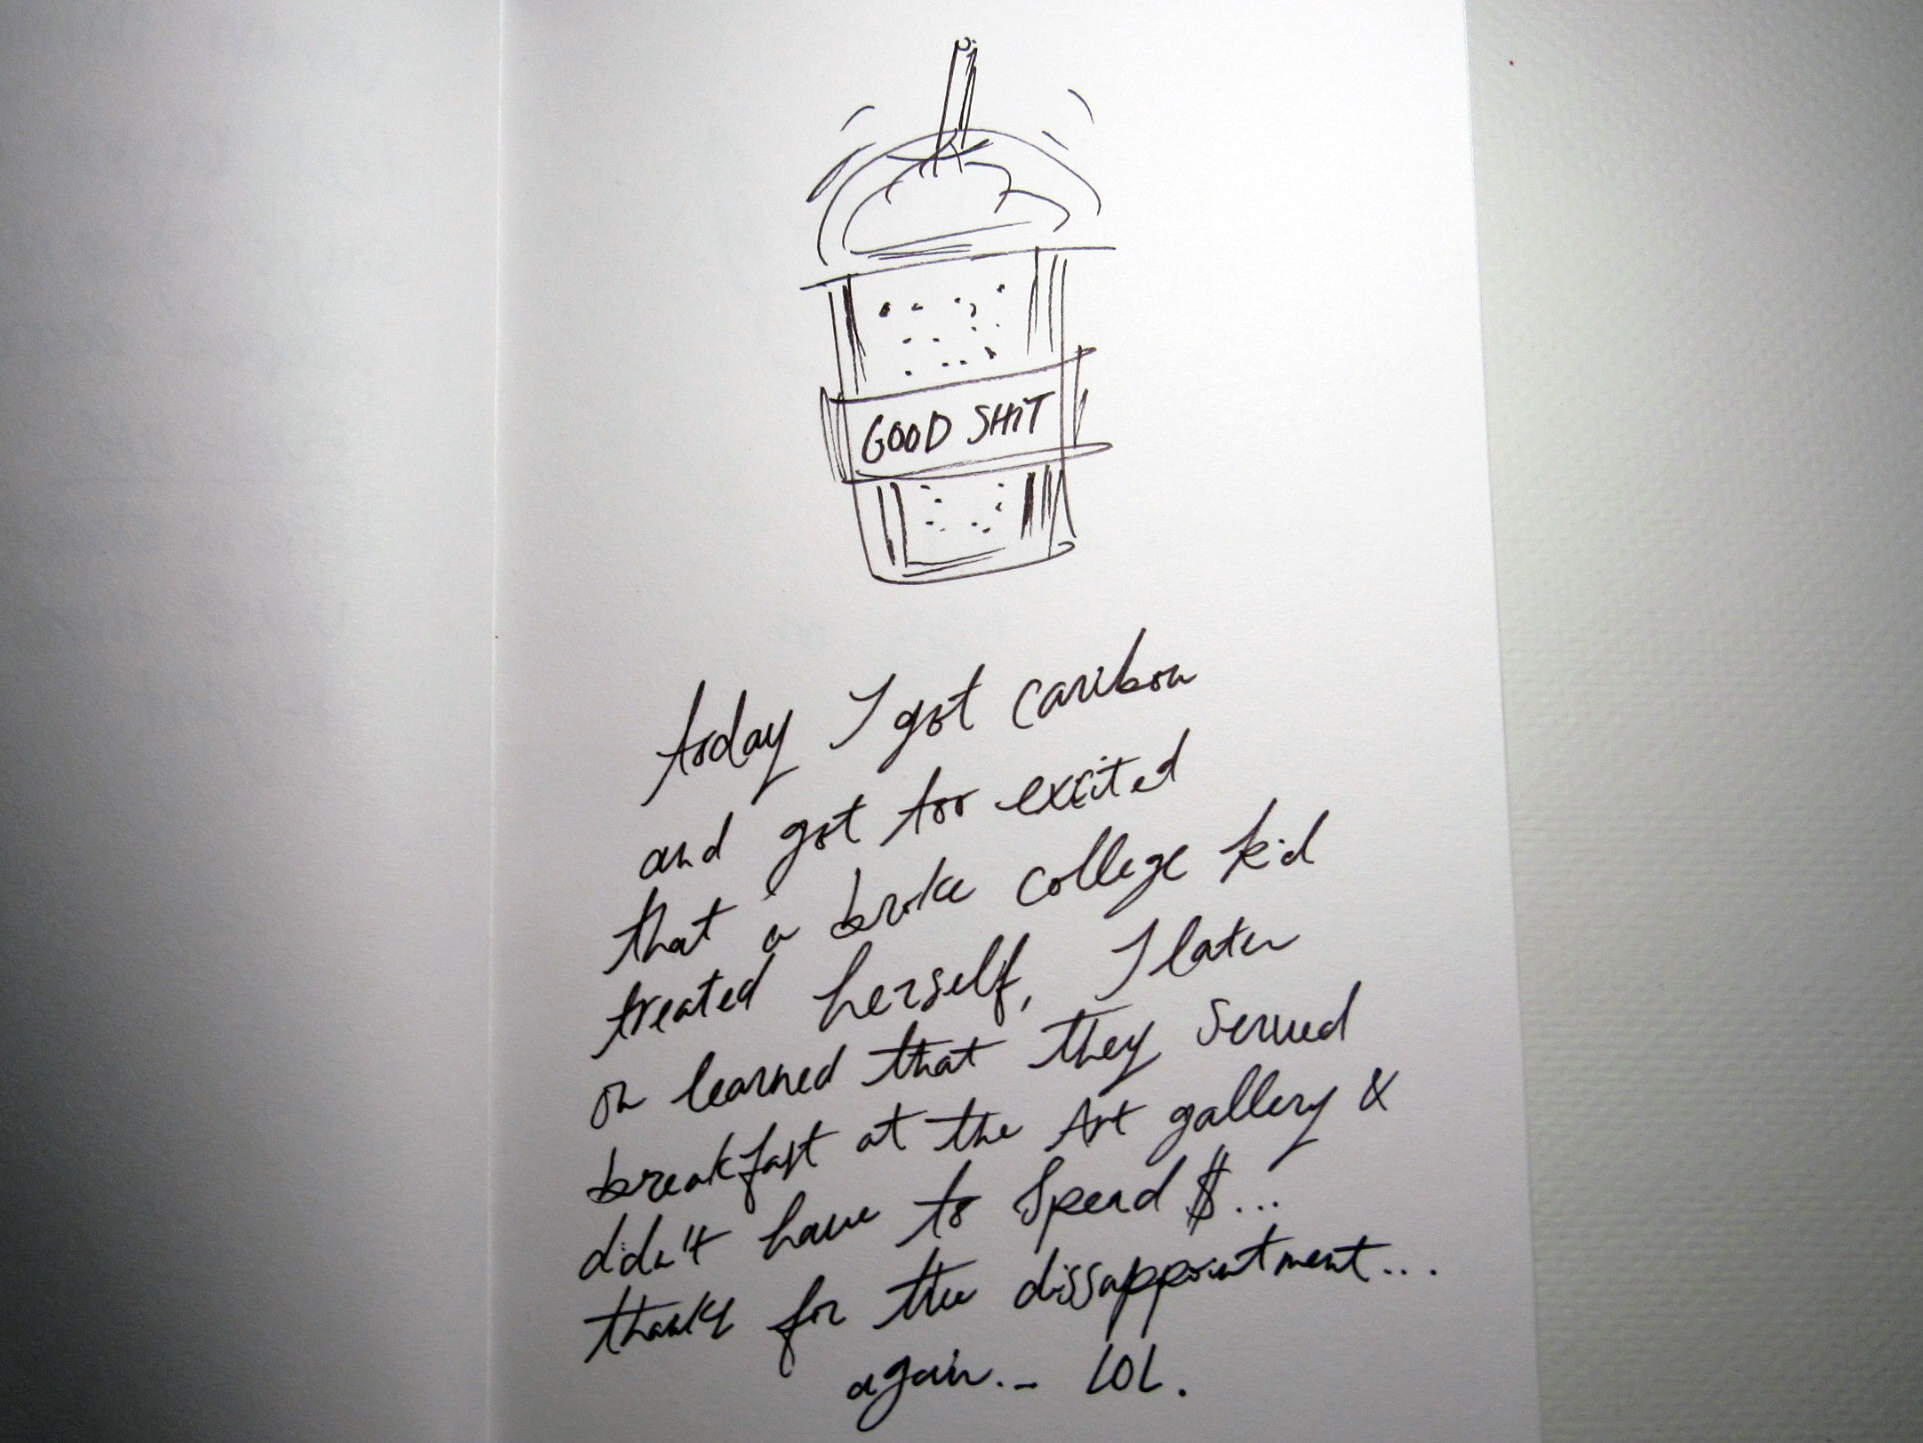 GOOD SHiT
today I got caribou
and got too excited
that a broke college kid
treated herself, I later
on learned that they served
breakfast at the Art gallery &
didn't have to spend $...
thanks for the dissappointment...
again... LOL.